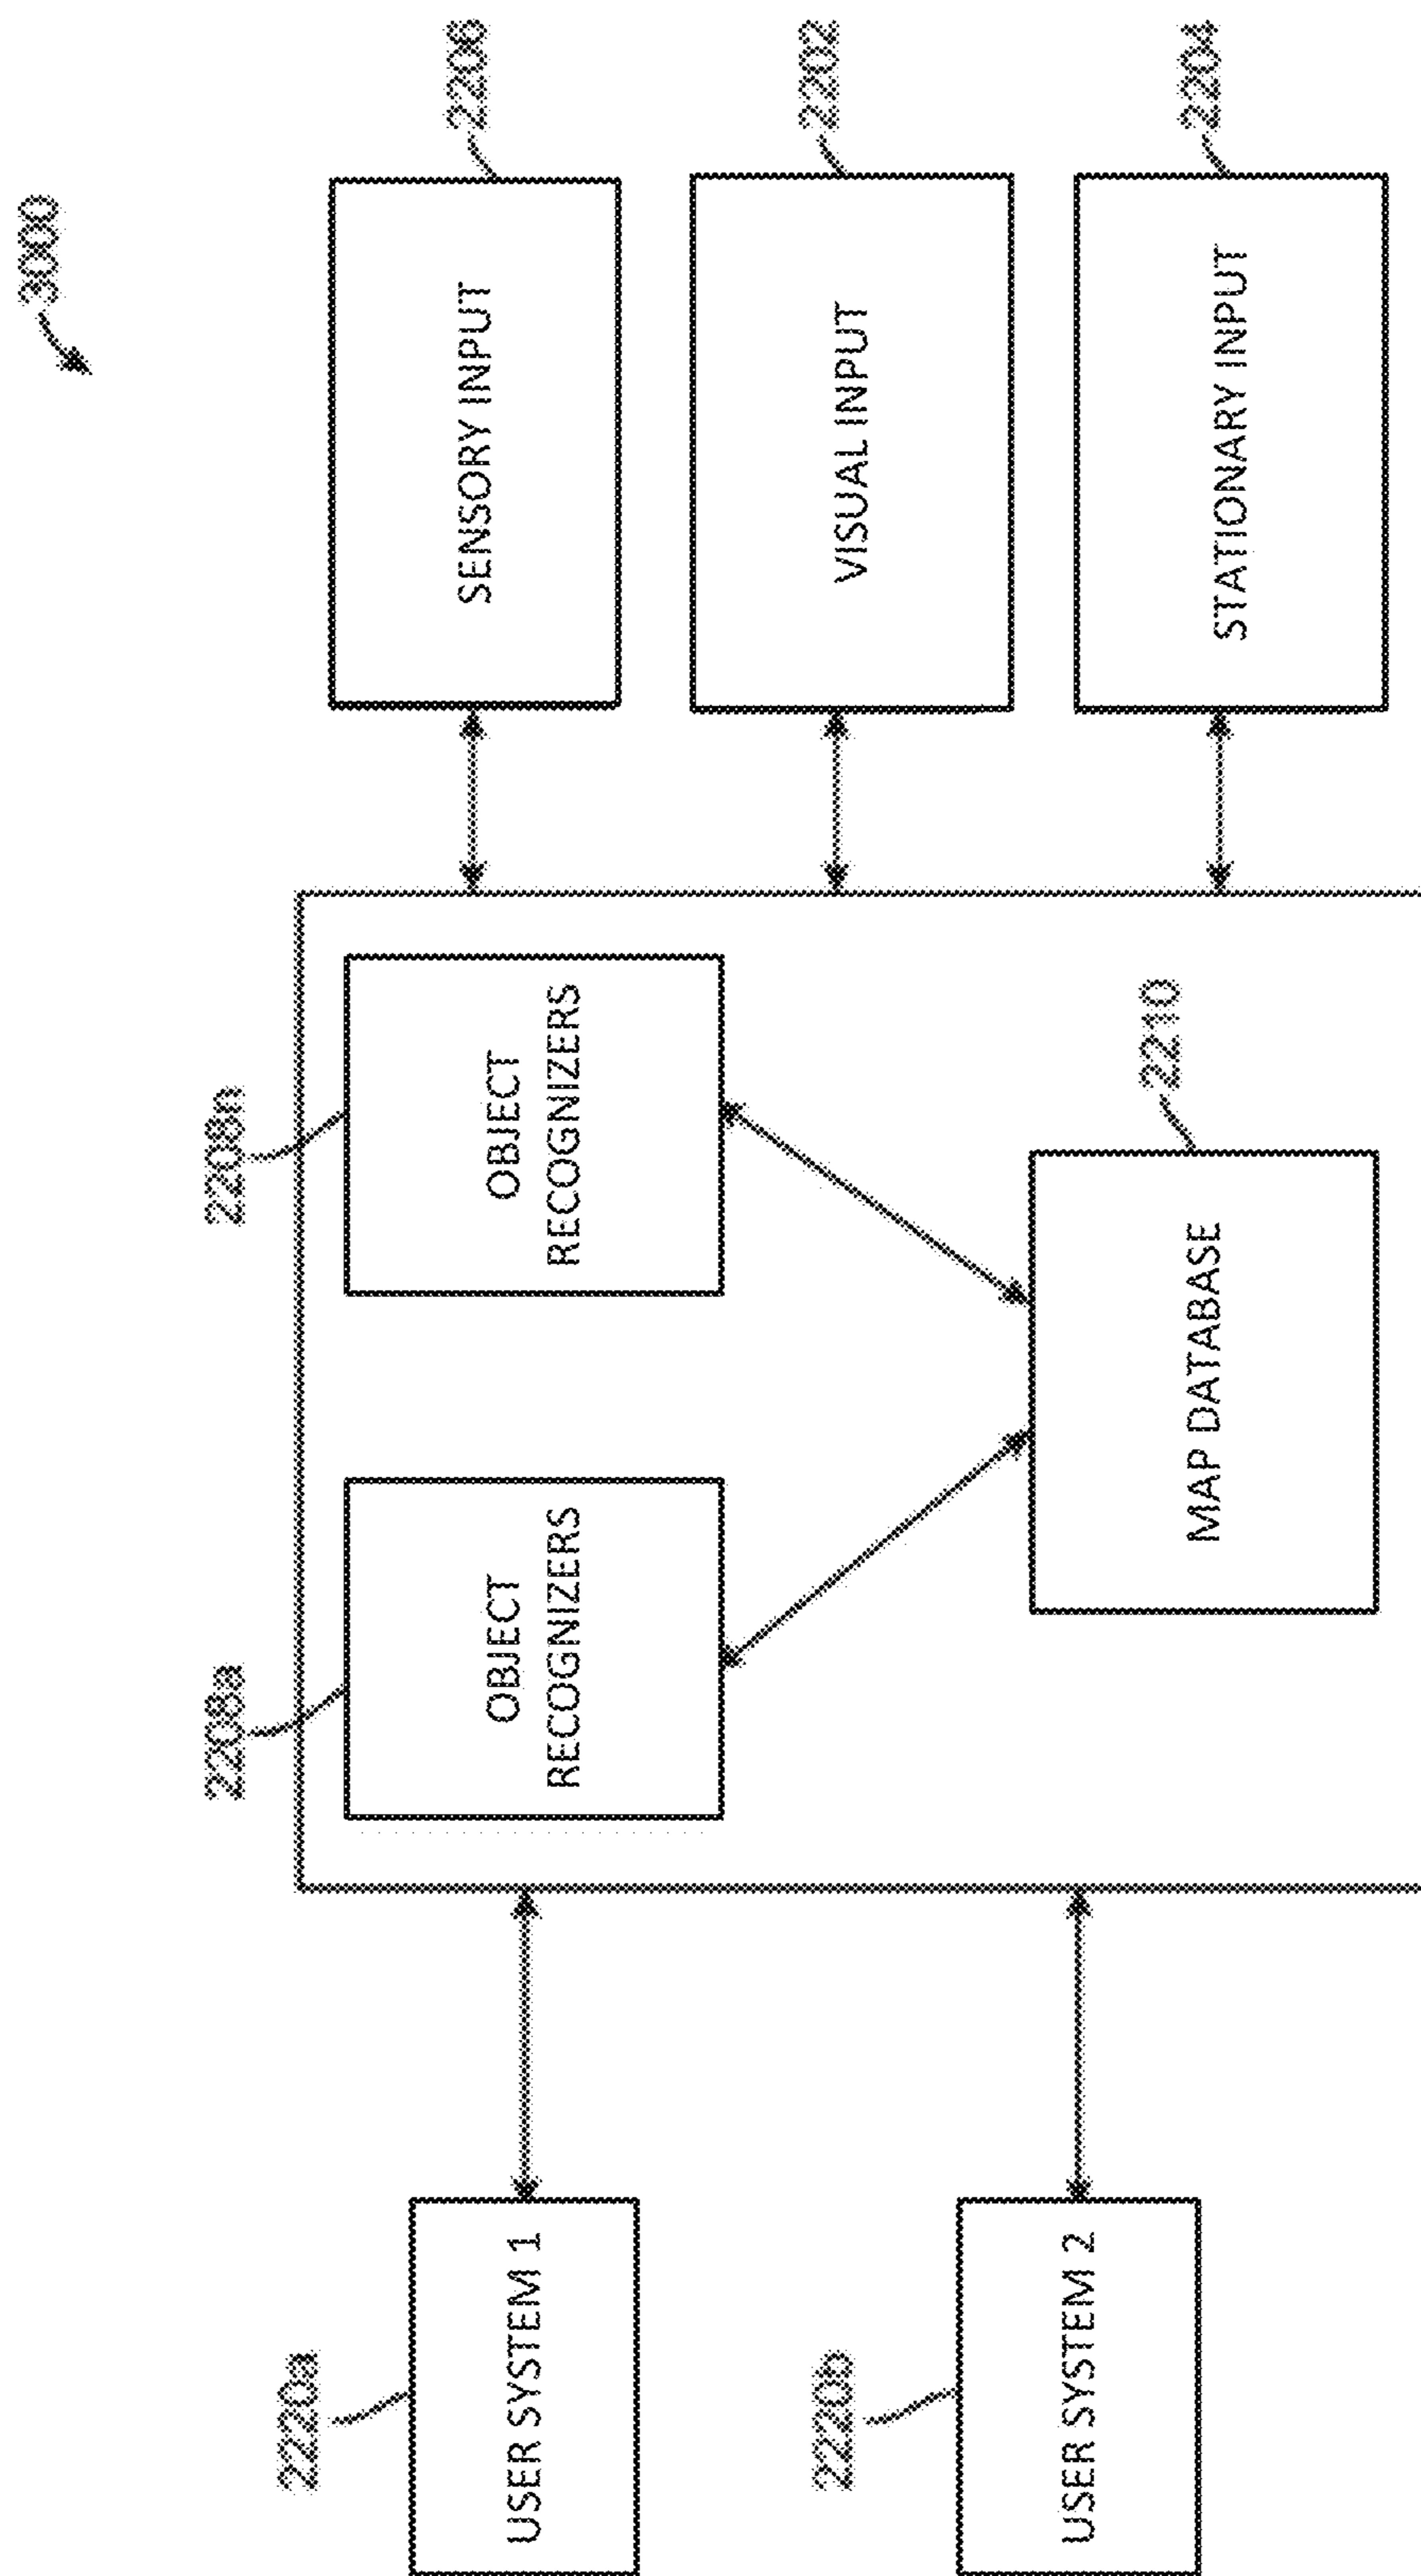 3000
2220a
USER SYSTEM 1
2220b
USER SYSTEM 2
2208a
OBJECT
RECOGNIZERS
2208n
OBJECT
RECOGNIZERS
2210
MAP DATABASE
2206
SENSORY INPUT
2202
VISUAL INPUT
2204
STATIONARY INPUT